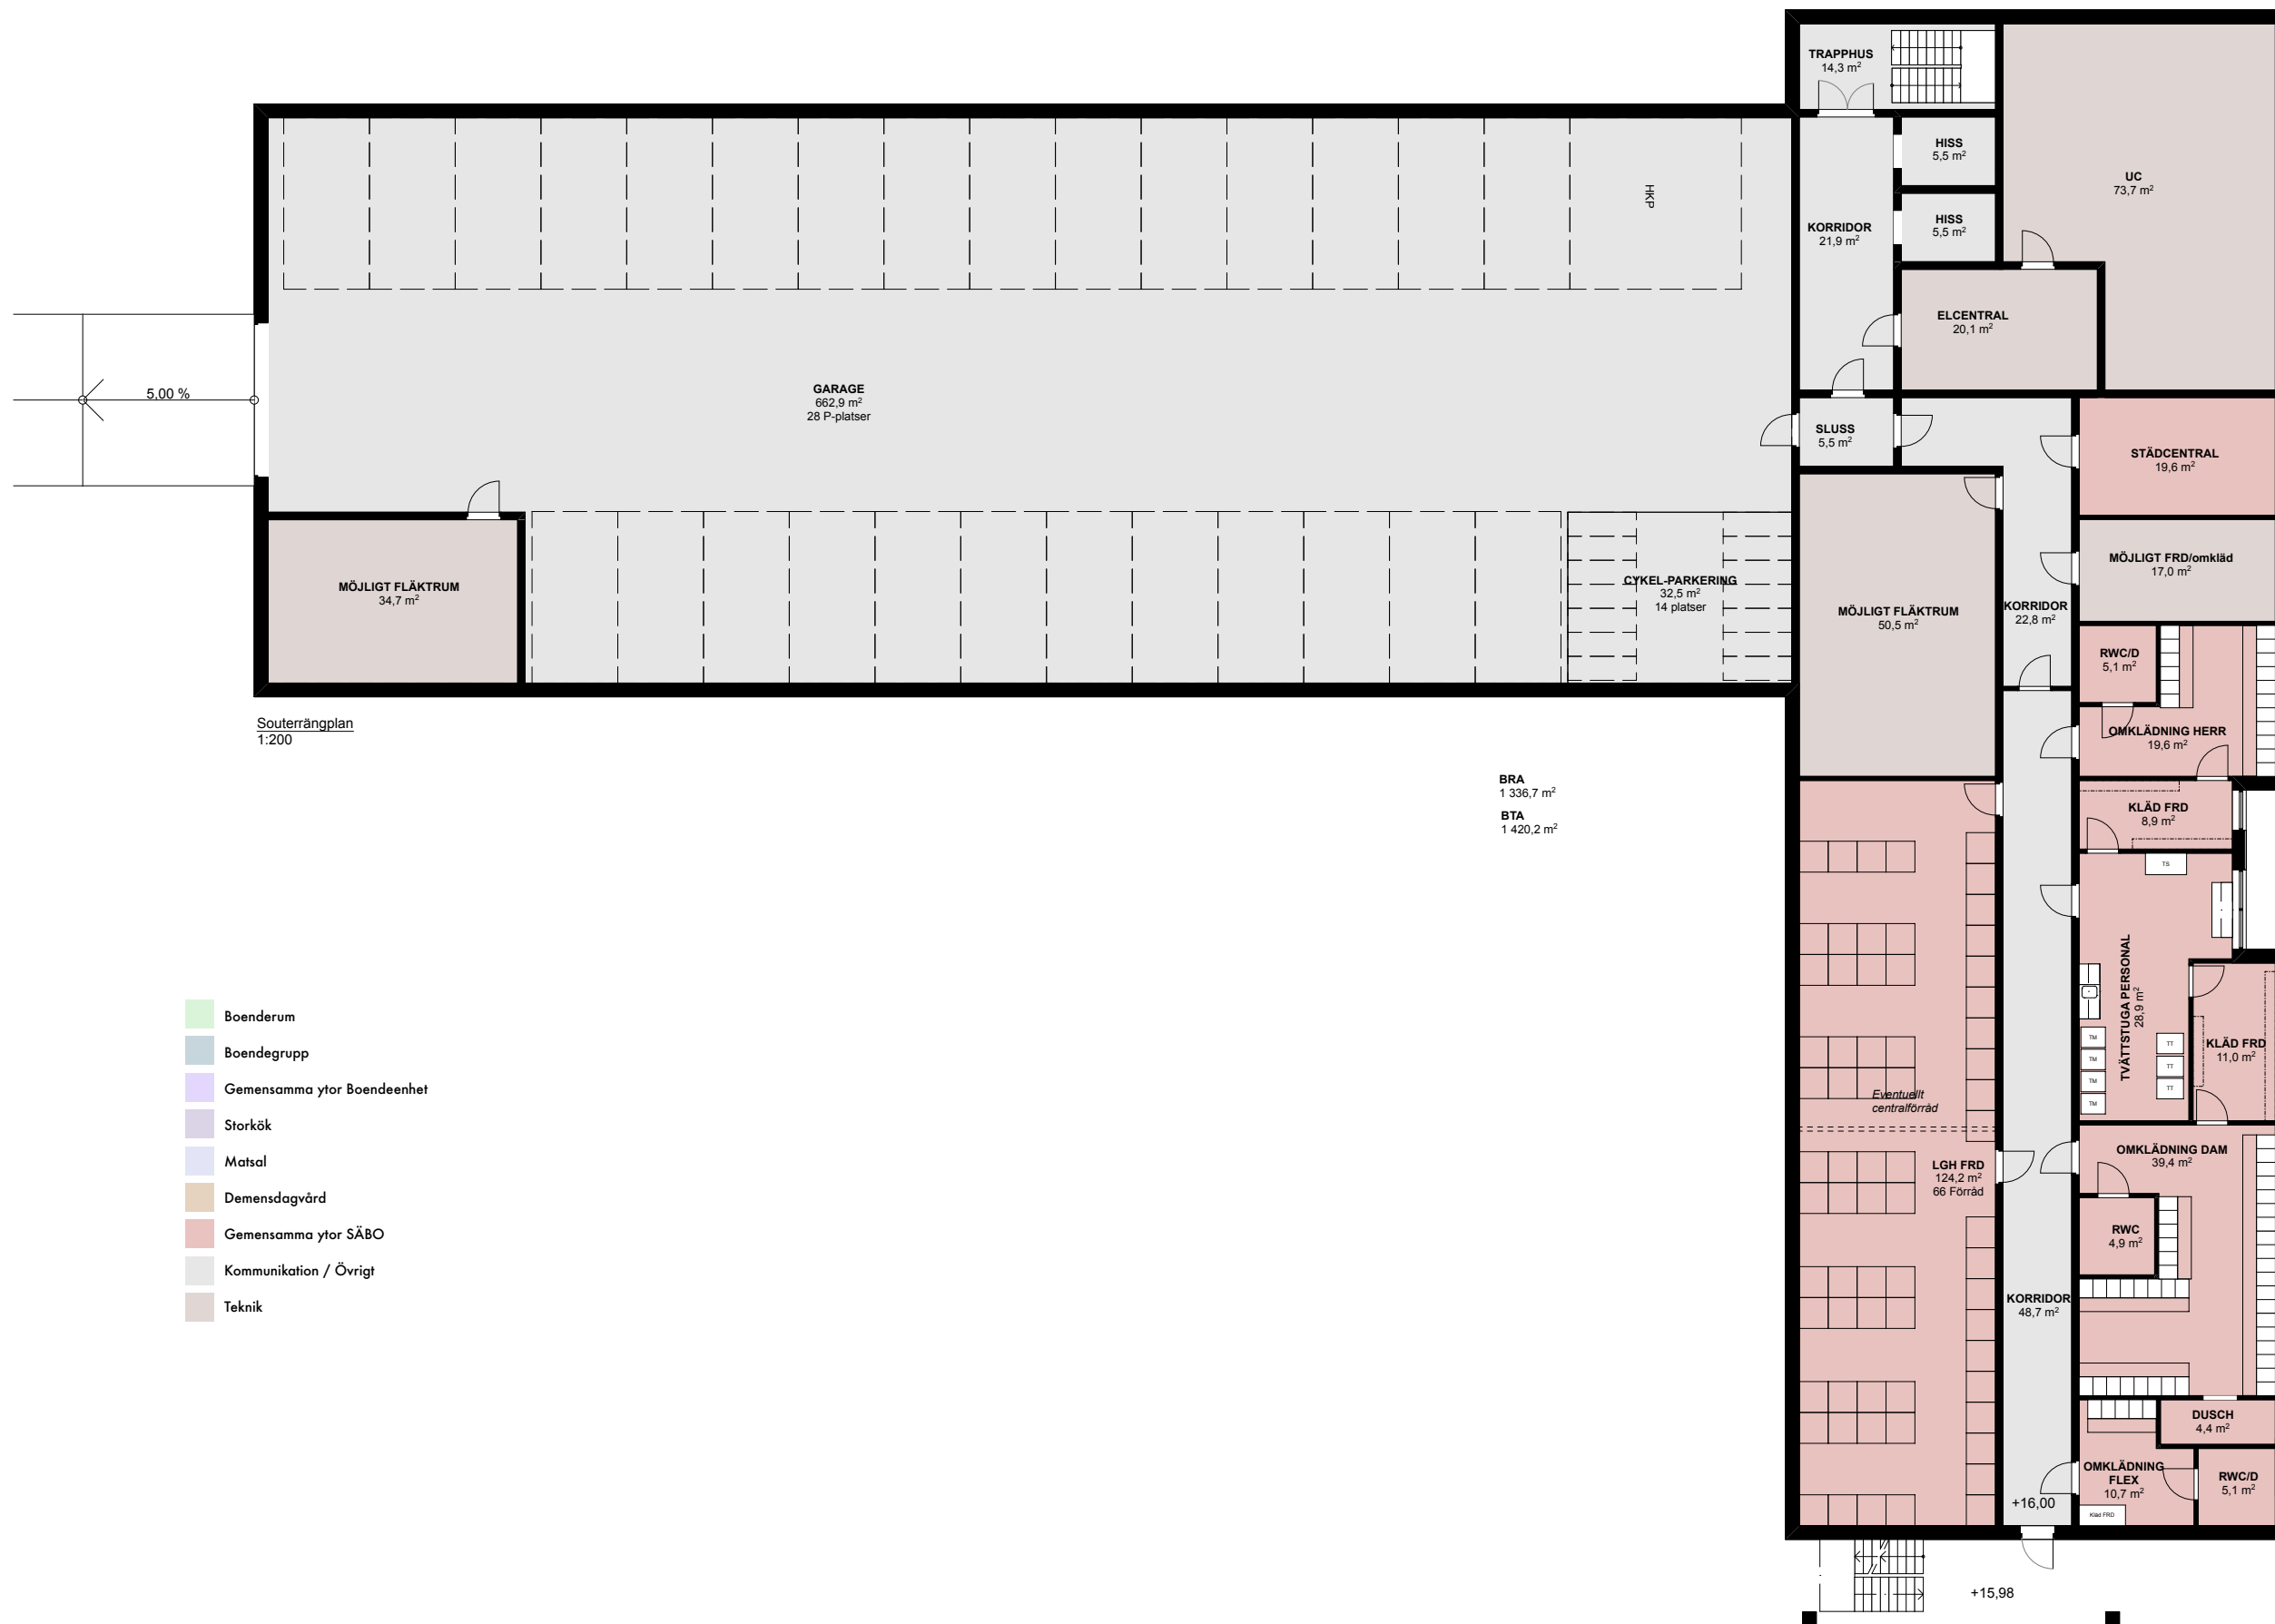 TRAPPHUS
14,3 m²
HISS
5,5 m²
UC
73,7 m²
HKP
KORRIDOR
21,9 m²
HISS
5,5 m²
ELCENTRAL
20,1 m²
5,00 %
GARAGE
662,9 m²
28 P-platser
SLUSS
5,5 m²
STÄDCENTRAL
19,6 m²
MÖJLIGT FLÄKTRUM
34,7 m²
CYKEL-PARKERING
32,5 m²
14 platser
MÖJLIGT FLÄKTRUM
50,5 m²
KORRIDOR
22,8 m²
MÖJLIGT FRD/omkläd
17,0 m²
RWC/D
5,1 m²
OMKLÄDNING HERR
19,6 m²
Souterrängplan
1:200
BRA
1 336,7 m²
BTA
1 420,2 m²
KLÄD FRD
8,9 m²
TS
TVÄTTSTUGA PERSONAL
28,9 m²
TM
TM
TM
TM
TT
TT
TT
KLÄD FRD
11,0 m²
Eventuellt
centralförråd
LGH FRD
124,2 m²
66 Förråd
OMKLÄDNING DAM
39,4 m²
RWC
4,9 m²
KORRIDOR
48,7 m²
DUSCH
4,4 m²
OMKLÄDNING
FLEX
10,7 m²
RWC/D
5,1 m²
Kläd FRD
+16,00
+15,98
Boenderum
Boendegrupp
Gemensamma ytor Boendeenhet
Storkök
Matsal
Demensdagvård
Gemensamma ytor SÄBO
Kommunikation / Övrigt
Teknik